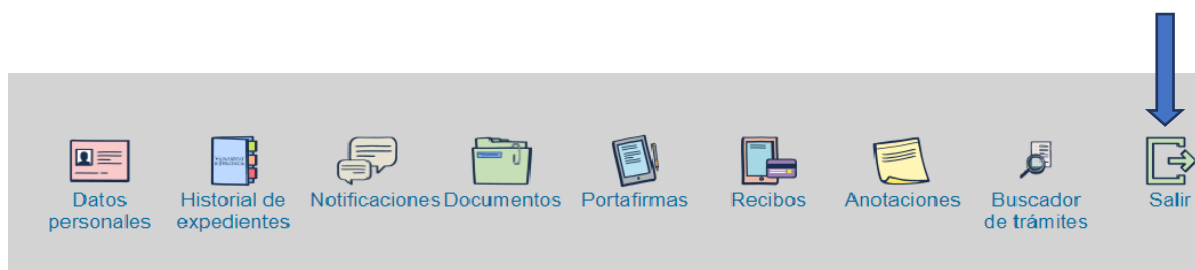 Datos personales
Historial de expedientes
Notificaciones
Documentos
Portafirmas
Recibos
Anotaciones
Buscador de trámites
Salir